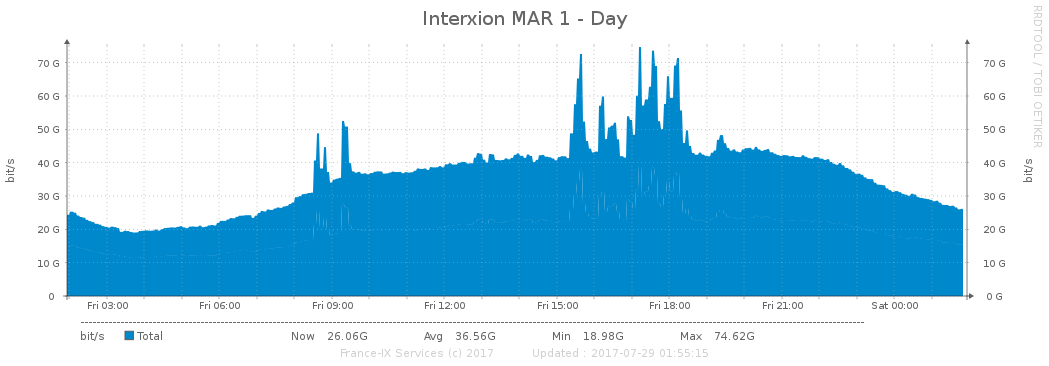 Interxion MAR 1 - Day
RRDTOOL / TOBI OETIKER
bit/s
bit/s
70 G 70 G
60 G 60 G
50 G 50 G
40 G 40 G
30 G 30 G
20 G 20 G
10 G 10 G
0 0 G
Fri 03:00 Fri 06:00 Fri 09:00 Fri 12:00 Fri 15:00 Fri 18:00 Fri 21:00 Sat 00:00
bit/s Total Now 26.06G Avg 36.56G Min 18.98G Max 74.62G
France-IX Services (c) 2017 Updated : 2017-07-29 01:55:15